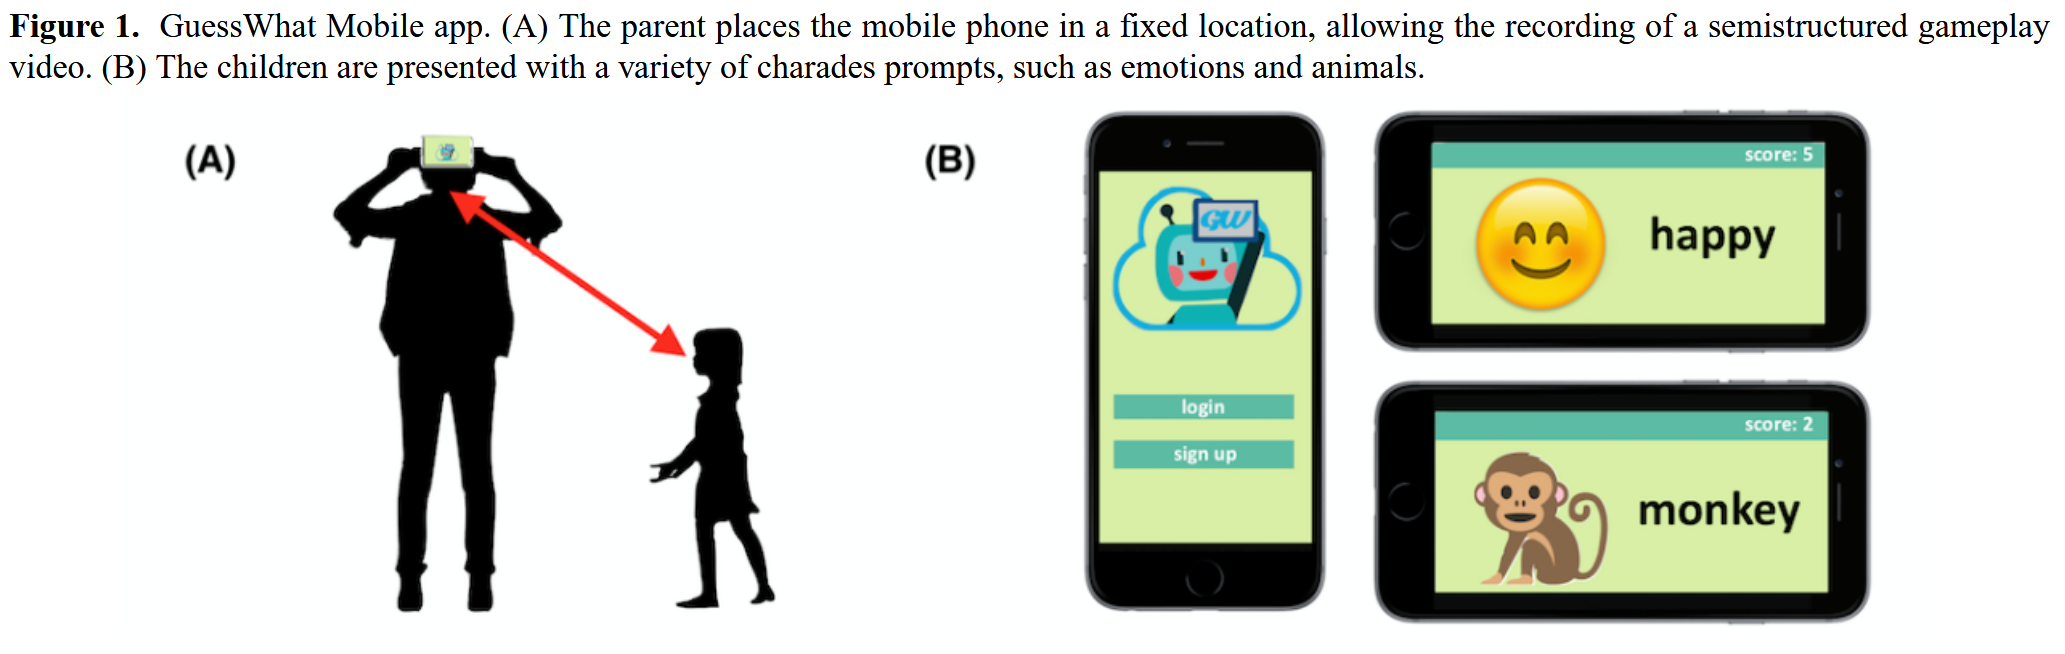 Figure 1. GuessWhat Mobile app. (A) The parent places the mobile phone in a fixed location, allowing the recording of a semistructured gameplay
video. (B) The children are presented with a variety of charades prompts, such as emotions and animals.
(A)
(B)
GW
login
sign up
score: 5
happy
score: 2
monkey